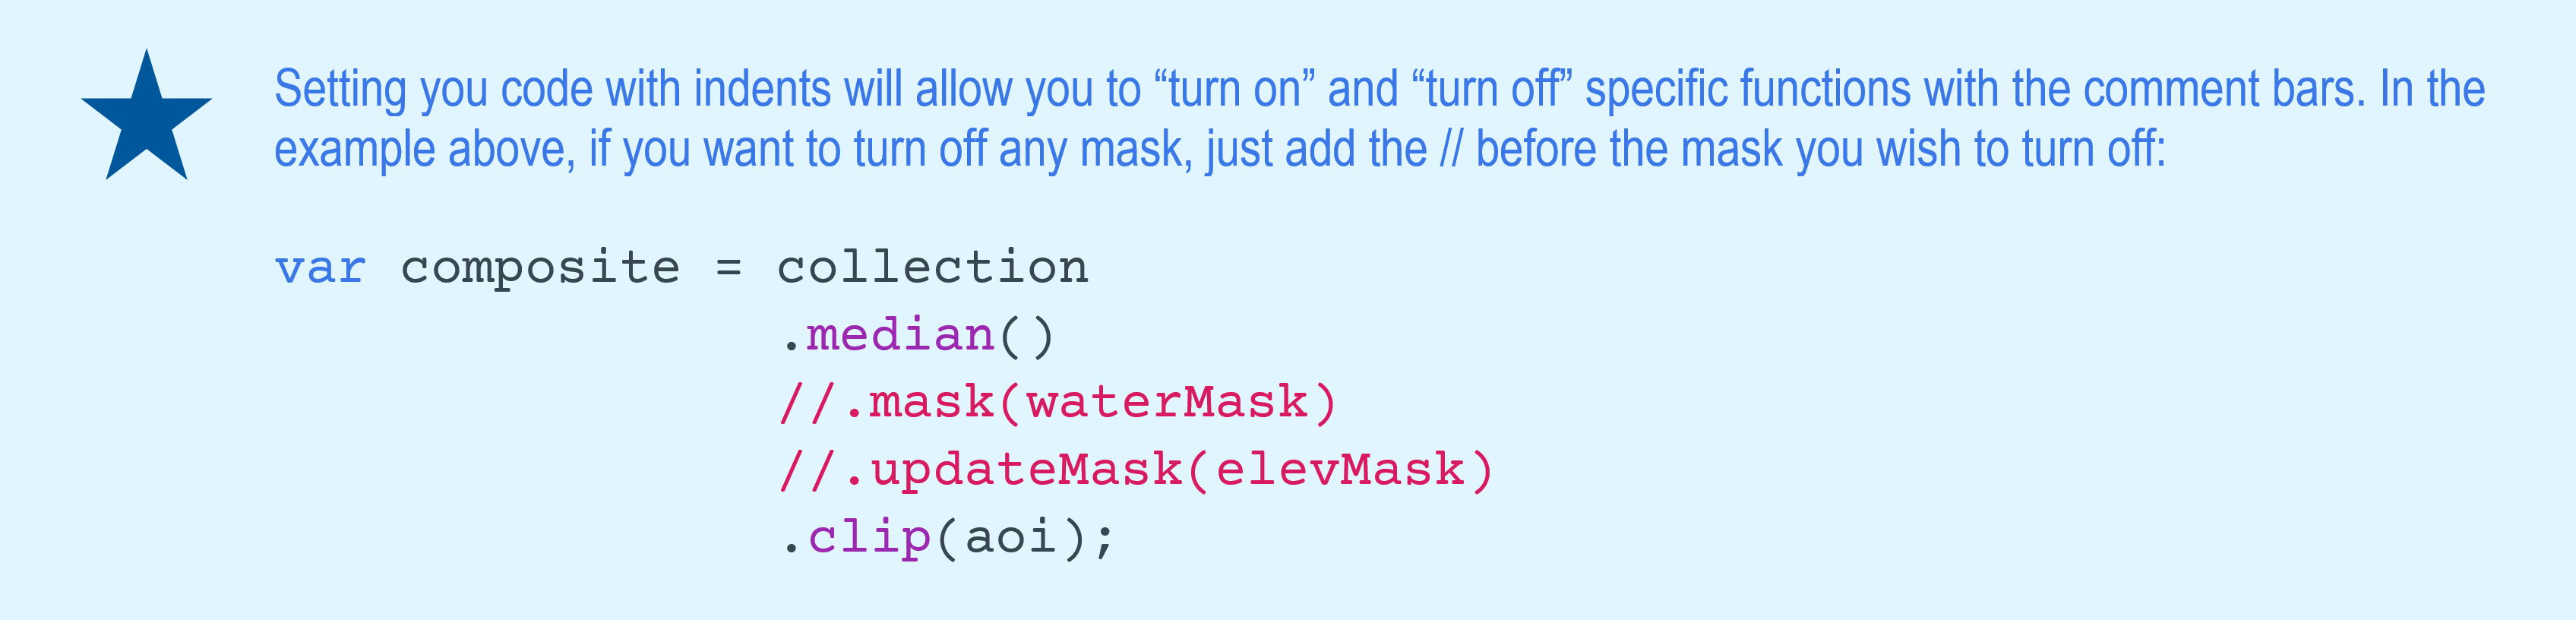 Setting you code with indents will allow you to “turn on” and “turn off” specific functions with the comment bars. In the
example above, if you want to turn off any mask, just add the // before the mask you wish to turn off:
var composite = collection
.median()
//.mask(waterMask)
//.updateMask(elevMask)
.clip(aoi);